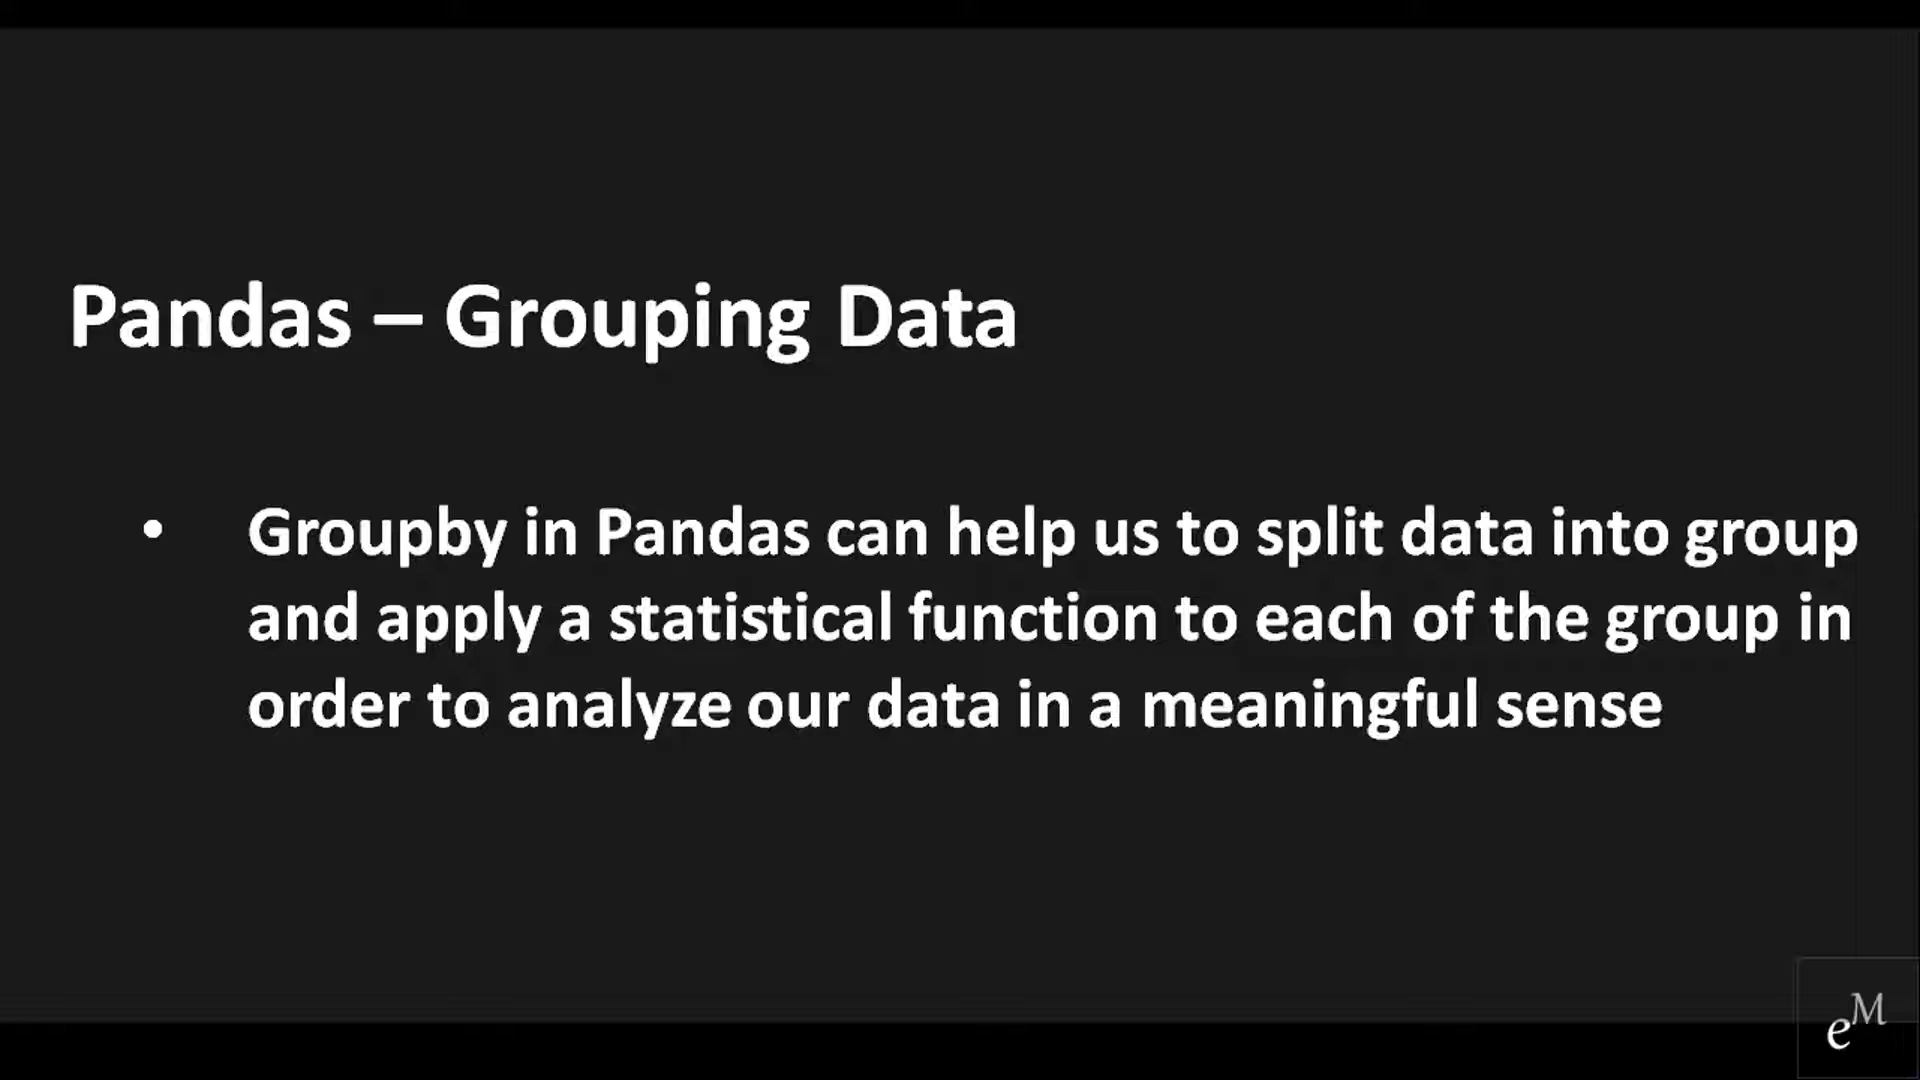 Pandas – Grouping Data
• Groupby in Pandas can help us to split data into group
and apply a statistical function to each of the group in
order to analyze our data in a meaningful sense
eM